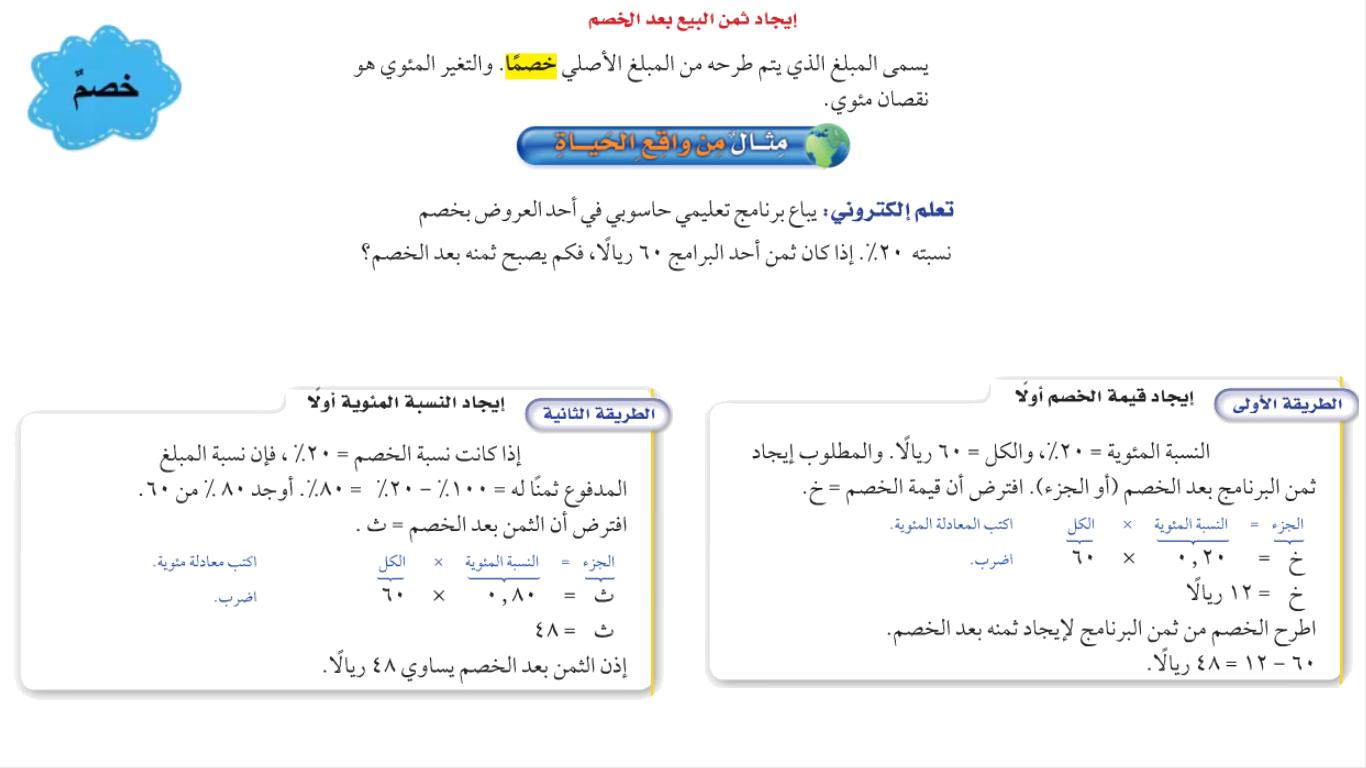 إيجاد ثمن البيع بعد الخصم
خصمٌ
يسمى المبلغ الذي يتم طرحه من المبلغ الأصلي خصمًا. والتغير المئوي هو
نقصان مئوي.
مِثـالٌ مِن واقِعِ الحَيـاةِ
تعلم إلكتروني: يباع برنامج تعليمي حاسوبي في أحد العروض بخصم
نسبته ٢٠٪. إذا كان ثمن أحد البرامج ٦٠ ريالًا، فكم يصبح ثمنه بعد الخصم؟
الطريقة الأولى إيجاد قيمة الخصم أولًا
النسبة المئوية = ٢٠٪، والكل = ٦٠ ريالًا. والمطلوب إيجاد
ثمن البرنامج بعد الخصم (أو الجزء). افترض أن قيمة الخصم = خ.
الجزء = النسبة المئوية × الكل اكتب المعادلة المئوية.
خ = ٠,٢٠ × ٦٠ اضرب.
خ = ١٢ ريالًا
اطرح الخصم من ثمن البرنامج لإيجاد ثمنه بعد الخصم.
٦٠ – ١٢ = ٤٨ ريالًا.
الطريقة الثانية إيجاد النسبة المئوية أولًا
إذا كانت نسبة الخصم = ٢٠٪ ، فإن نسبة المبلغ
المدفوع ثمنًا له = ١٠٠٪ – ٢٠٪ = ٨٠٪. أوجد ٨٠ ٪ من ٦٠.
افترض أن الثمن بعد الخصم = ث .
الجزء = النسبة المئوية × الكل اكتب معادلة مئوية.
ث = ٠,٨٠ × ٦٠ اضرب.
ث = ٤٨
إذن الثمن بعد الخصم يساوي ٤٨ ريالًا.